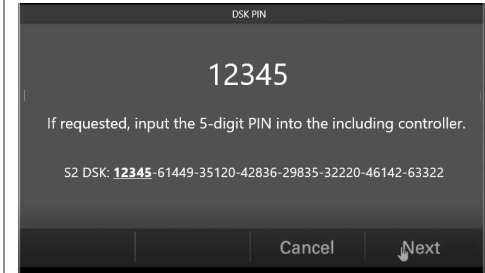 DSK PIN
12345
If requested, input the 5-digit PIN into the including controller.
S2 DSK: 12345-61449-35120-42836-29835-32220-46142-63322
Cancel Next